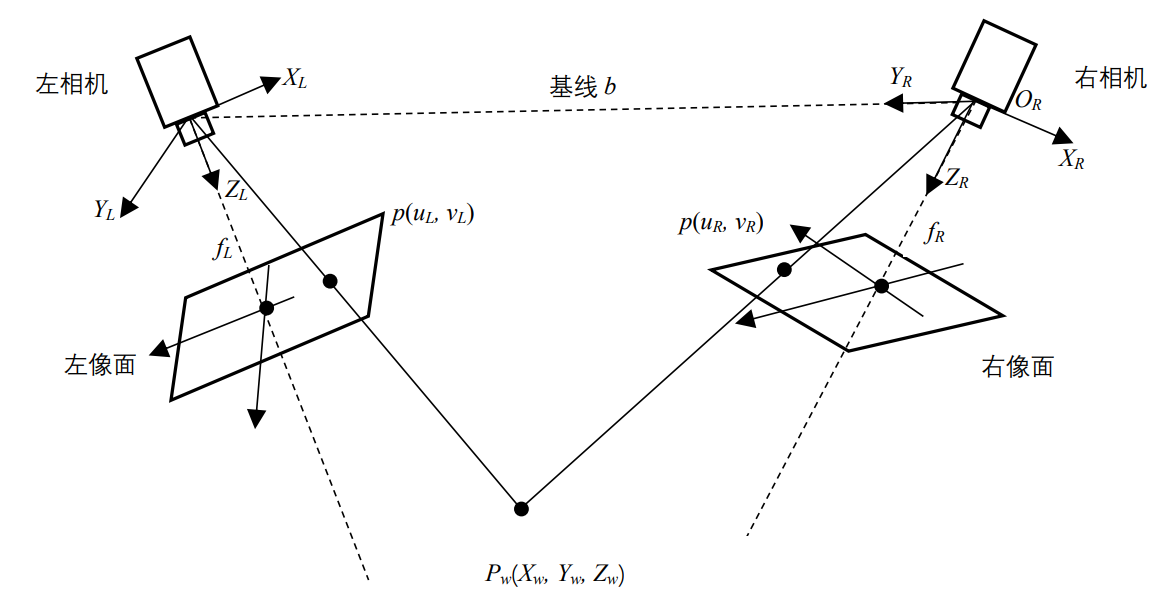 左相机
X_L
基线 b
Y_R
O_R
右相机
X_R
Y_L
Z_L
Z_R
p(u_L, v_L)
p(u_R, v_R)
f_L
f_R
左像面
右像面
P_w(X_w, Y_w, Z_w)